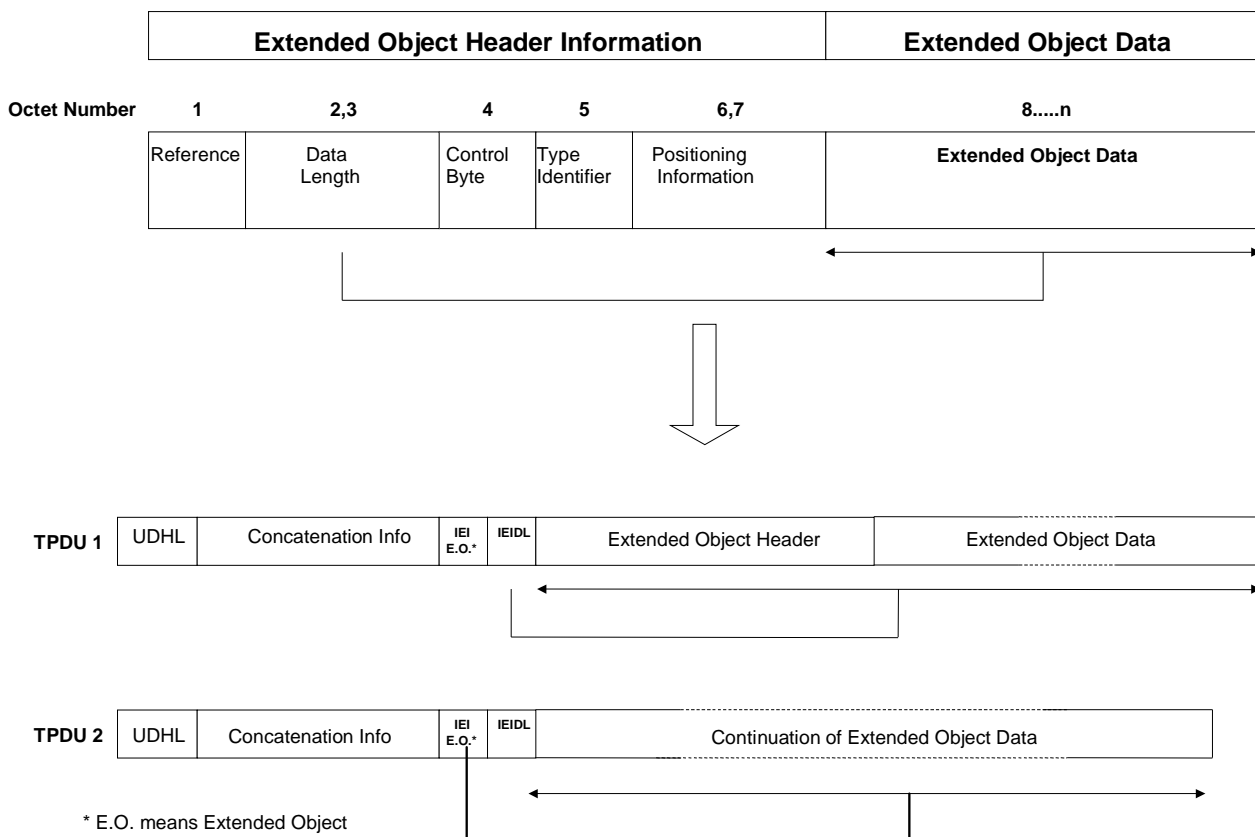 Extended Object Header Information Extended Object Data
Octet Number 1 2,3 4 5 6,7 8.....n
Reference Data Length Control Byte Type Identifier Positioning Information Extended Object Data
TPDU 1 UDHL Concatenation Info IEI E.O.* IEIDL Extended Object Header Extended Object Data
TPDU 2 UDHL Concatenation Info IEI E.O.* IEIDL Continuation of Extended Object Data
* E.O. means Extended Object